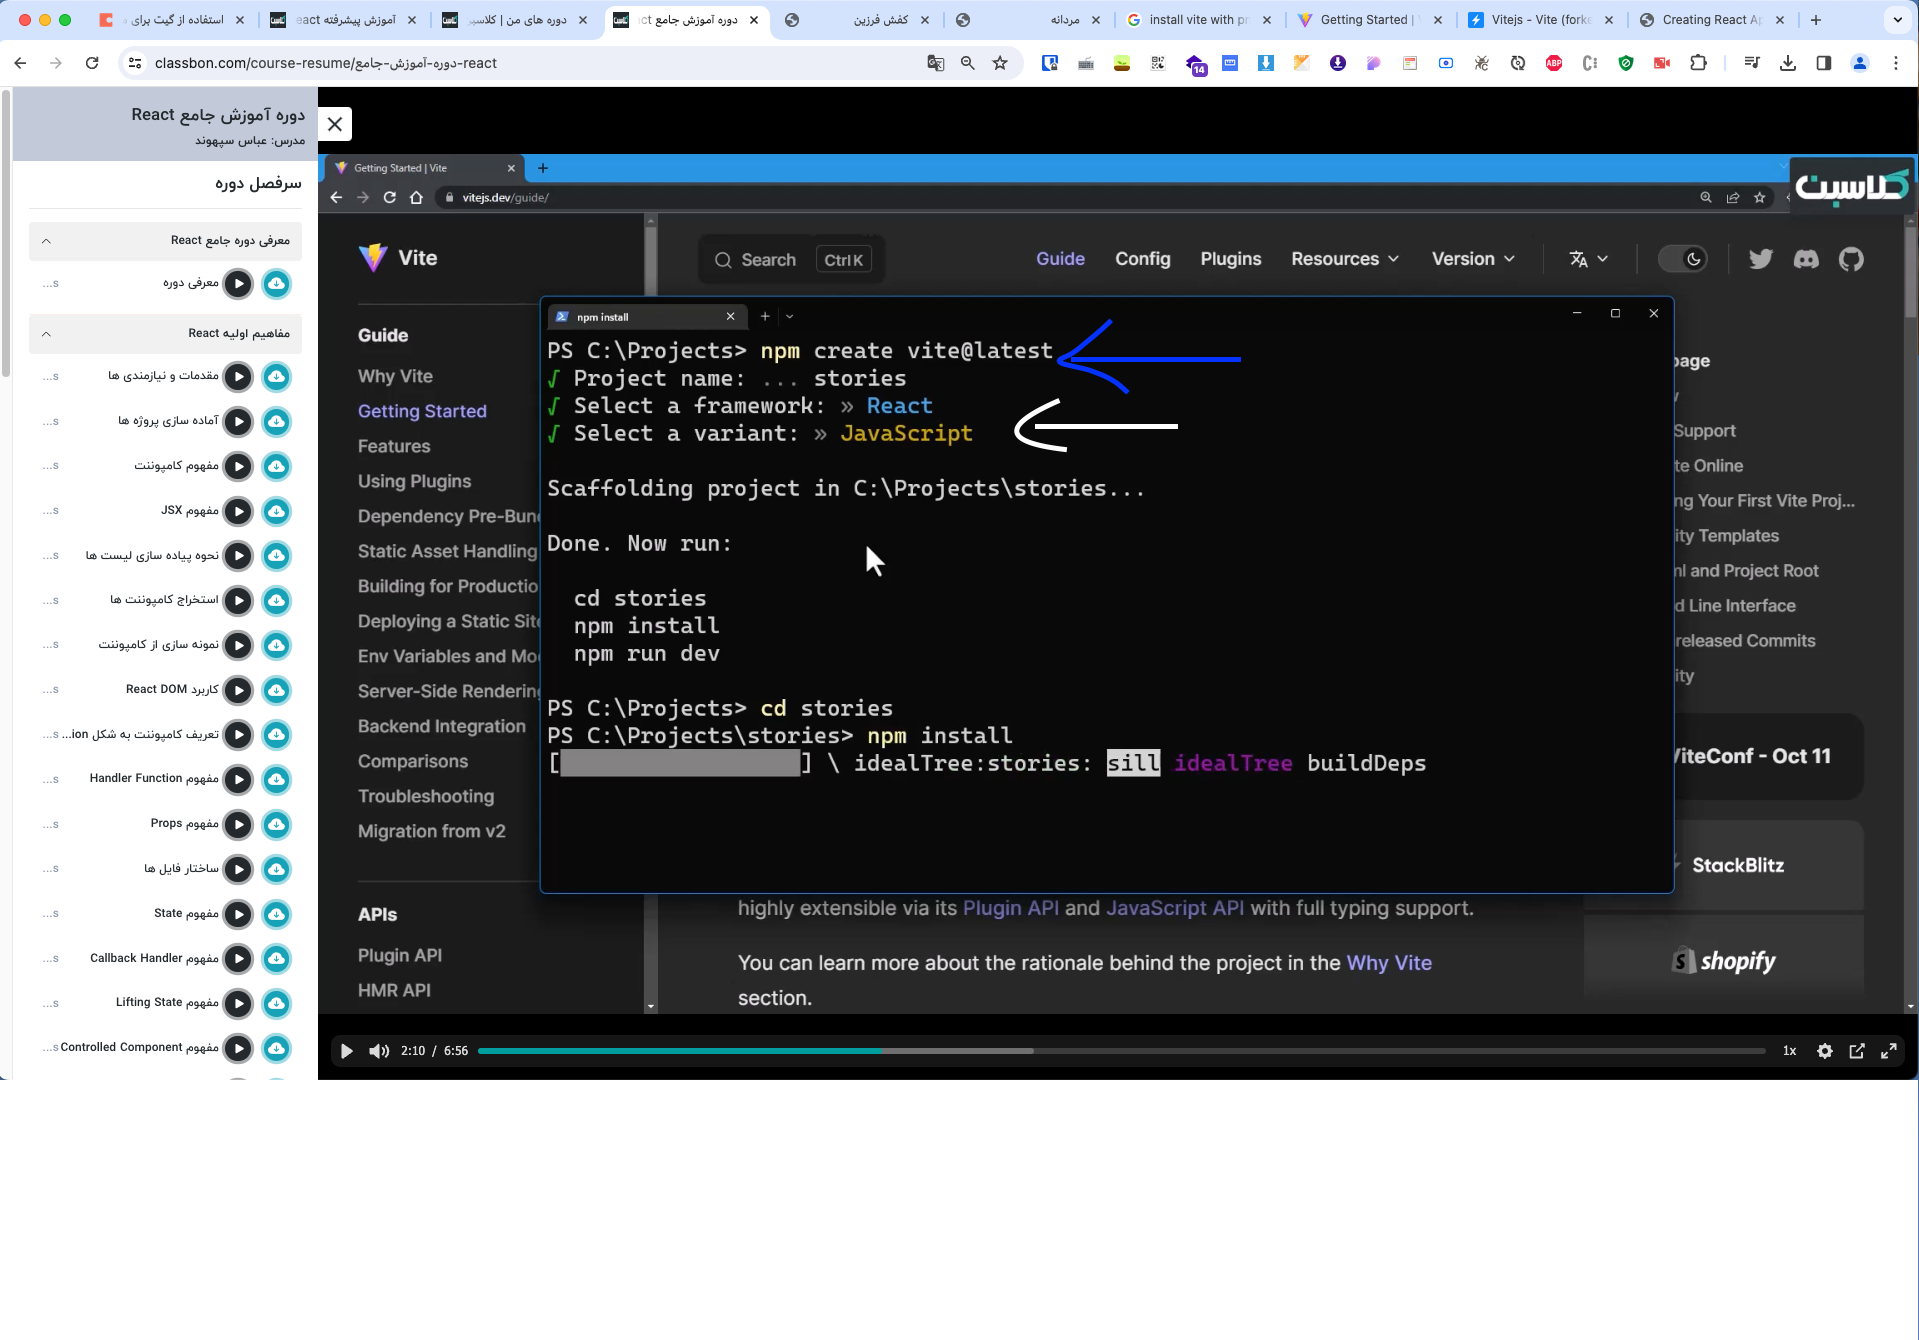 استفاده از گیت برای
آموزش پیشرفته eact
دوره های من | کلاسبر
دوره آموزش جامع ct
کفش فرزین
مردانه
install vite with p
Getting Started |
Vitejs - Vite (fork
Creating React A
classbon.com/course-resume/دوره-آموزش-جامع-react
14
ABP
دوره آموزش جامع React
مدرس: عباس سپهوند
سرفصل دوره
معرفی دوره جامع React
معرفی دوره
...s
مفاهیم اولیه React
مقدمات و نیازمندی ها
...s
آماده سازی پروژه ها
...s
مفهوم کامپوننت
...s
مفهوم JSX
...s
نحوه پیاده سازی لیست ها
...s
استخراج کامپوننت ها
...s
نمونه سازی از کامپوننت
...s
کاربرد React DOM
...s
تعریف کامپوننت به شکل ion...
...s
مفهوم Handler Function
...s
مفهوم Props
...s
ساختار فایل ها
...s
مفهوم State
...s
مفهوم Callback Handler
...s
مفهوم Lifting State
...s
مفهوم Controlled Component
...s
Getting Started | Vite
vitejs.dev/guide/
کلاسبن
Vite
Search
Ctrl K
Guide
Config
Plugins
Resources
Version
Guide
Why Vite
Getting Started
Features
Using Plugins
Dependency Pre-Bun
Static Asset Handling
Building for Productio
Deploying a Static Sit
Env Variables and Mo
Server-Side Rendering
Backend Integration
Comparisons
Troubleshooting
Migration from v2
APIs
Plugin API
HMR API
npm install
PS C:\Projects> npm create vite@latest
√ Project name: ... stories
√ Select a framework: » React
√ Select a variant: » JavaScript
Scaffolding project in C:\Projects\stories...
Done. Now run:
cd stories
npm install
npm run dev
PS C:\Projects> cd stories
PS C:\Projects\stories> npm install
[ ] \ idealTree:stories: sill idealTree buildDeps
page
Support
te Online
ng Your First Vite Proj...
ity Templates
ml and Project Root
d Line Interface
released Commits
ity
ViteConf - Oct 11
StackBlitz
shopify
highly extensible via its Plugin API and JavaScript API with full typing support.
You can learn more about the rationale behind the project in the Why Vite
section.
2:10 / 6:56
1x